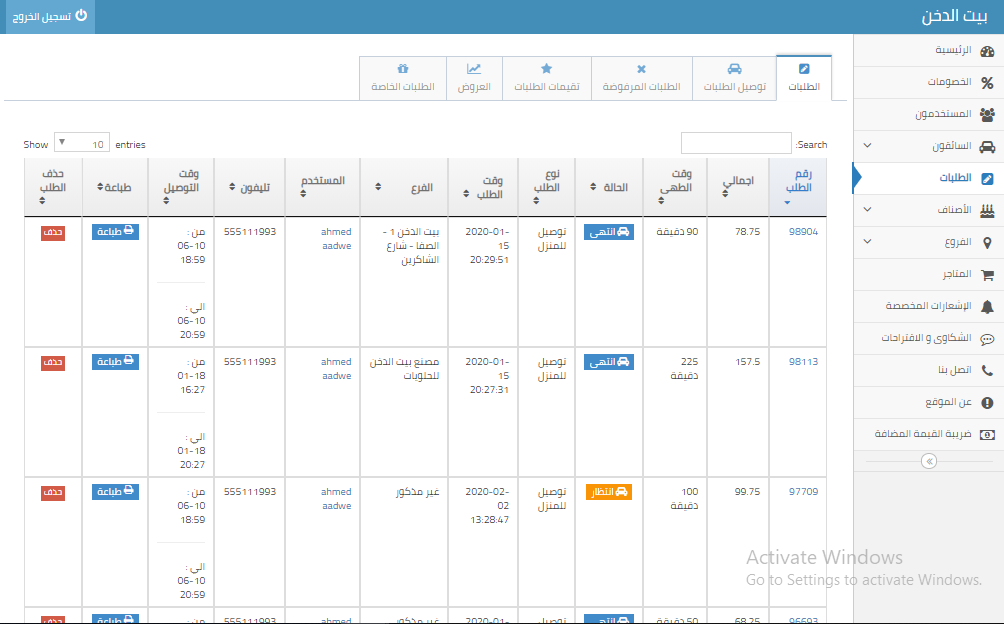 بيت الدخن
تسجيل الخروج
الرئيسية
الخصومات
المستخدمون
السائقون
الطلبات
الأصناف
الفروع
المتاجر
الإشعارات المخصصة
الشكاوى و الاقتراحات
اتصل بنا
عن الموقع
ضريبة القيمة المضافة
الطلبات
توصيل الطلبات
الطلبات المرفوضة
تقيمات الطلبات
العروض
الطلبات الخاصة
Search:
Show 10 entries
رقم الطلب
اجمالي
وقت الطهى
الحالة
نوع الطلب
وقت الطلب
الفرع
المستخدم
تليفون
وقت التوصيل
طباعة
حذف الطلب
98904
78.75
90 دقيقة
انتهى
توصيل
للمنزل
2020-01-
15
20:29:51
بيت الدخن 1 -
الصفا - شارع
الشاكرين
ahmed
aadwe
555111993
من :
06-10
18:59
الي :
06-10
20:59
طباعة
حذف
98113
157.5
225
دقيقة
انتهى
توصيل
للمنزل
2020-01-
15
20:27:31
مصنع بيت الدخن
للحلويات
ahmed
aadwe
555111993
من :
01-18
16:27
الي :
01-18
20:27
طباعة
حذف
97709
99.75
100
دقيقة
انتظار
توصيل
للمنزل
2020-02-
02
13:28:47
غير مذكور
ahmed
aadwe
555111993
من :
06-10
18:59
الي :
06-10
20:59
طباعة
حذف
96693
68.25
50 دقيقة
انتهى
توصيل
2020-01-
غير مذكور
ahmed
555111993
من :
طباعة
حذف
Activate Windows
Go to Settings to activate Windows.